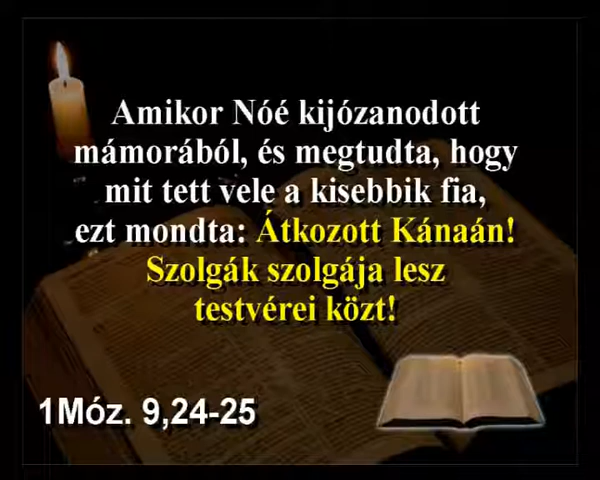 Amikor Nóé kijózanodott
mámorából, és megtudta, hogy
mit tett vele a kisebbik fia,
ezt mondta: Átkozott Kánaán!
Szolgák szolgája lesz
testvérei közt!
1Móz. 9,24-25